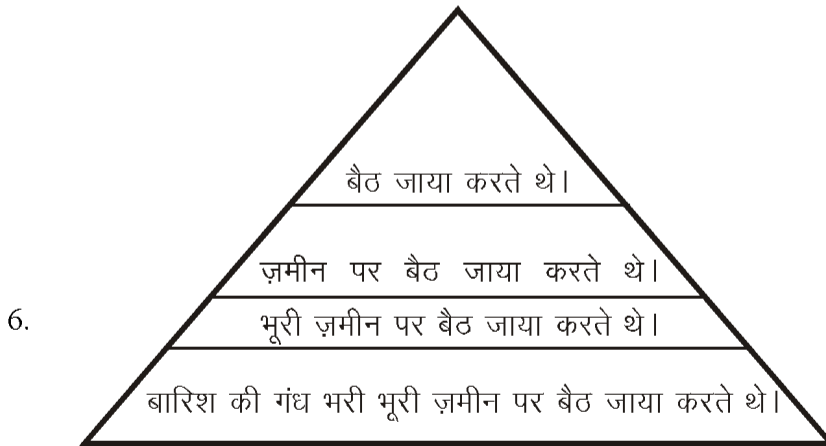 बैठ जाया करते थे।
ज़मीन पर बैठ जाया करते थे।
6.
भूरी ज़मीन पर बैठ जाया करते थे।
बारिश की गंध भरी भूरी ज़मीन पर बैठ जाया करते थे।